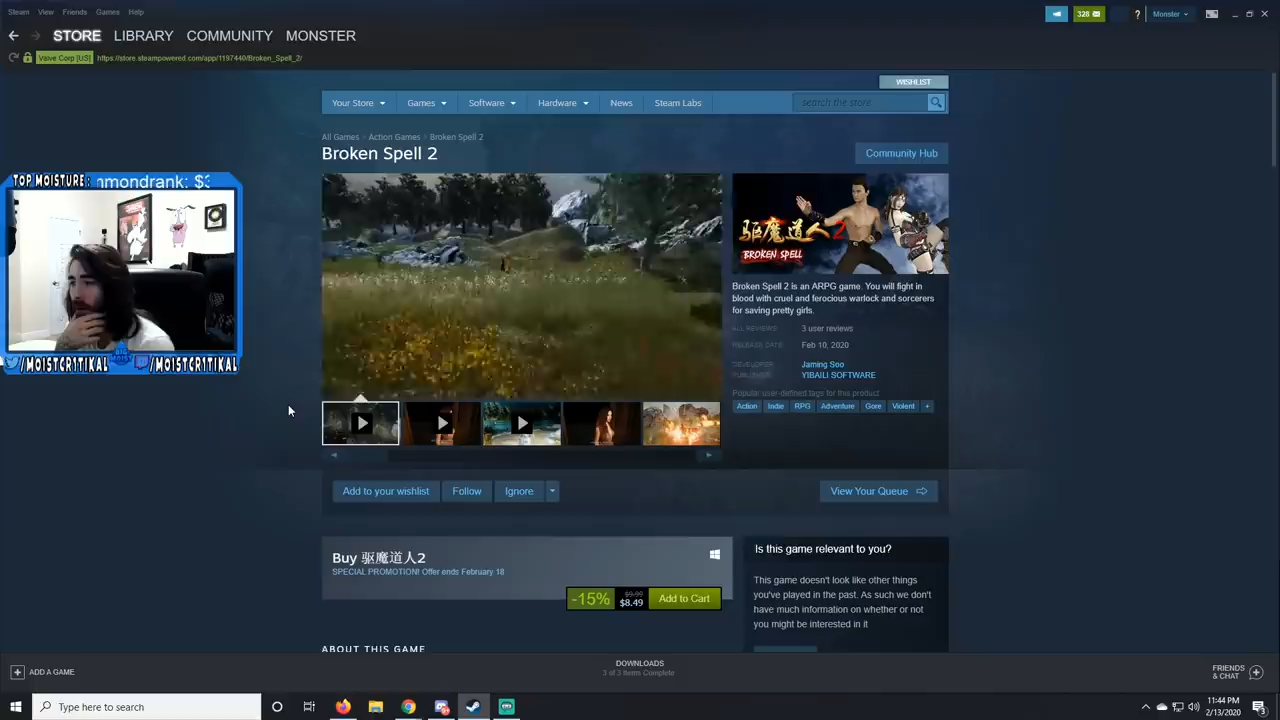 Steam View Friends Games Help
328
?
Monster
STORE LIBRARY COMMUNITY MONSTER
Valve Corp [US] https://store.steampowered.com/app/1197440/Broken_Spell_2/
WISHLIST
Your Store Games Software Hardware News Steam Labs
search the store
All Games > Action Games > Broken Spell 2
Broken Spell 2
Community Hub
TOP MOISTURE: mmondrank: $3
驱魔道人2
BROKEN SPELL
Broken Spell 2 is an ARPG game. You will fight in
blood with cruel and ferocious warlock and sorcerers
for saving pretty girls.
ALL REVIEWS: 3 user reviews
RELEASE DATE: Feb 10, 2020
DEVELOPER: Jaming Soo
PUBLISHER: YIBAILI SOFTWARE
Popular user-defined tags for this product:
Action Indie RPG Adventure Gore Violent +
/MOISTCR1TIKAL BIG MOIST /MOISTCR1TIKAL
Add to your wishlist Follow Ignore
View Your Queue
Buy 驱魔道人2
SPECIAL PROMOTION! Offer ends February 18
-15% $9.99 $8.49 Add to Cart
Is this game relevant to you?
This game doesn't look like other things
you've played in the past. As such we don't
have much information on whether or not
you might be interested in it
ABOUT THIS GAME
ADD A GAME
DOWNLOADS
3 of 3 Items Complete
FRIENDS
& CHAT
Type here to search
11:44 PM
2/13/2020